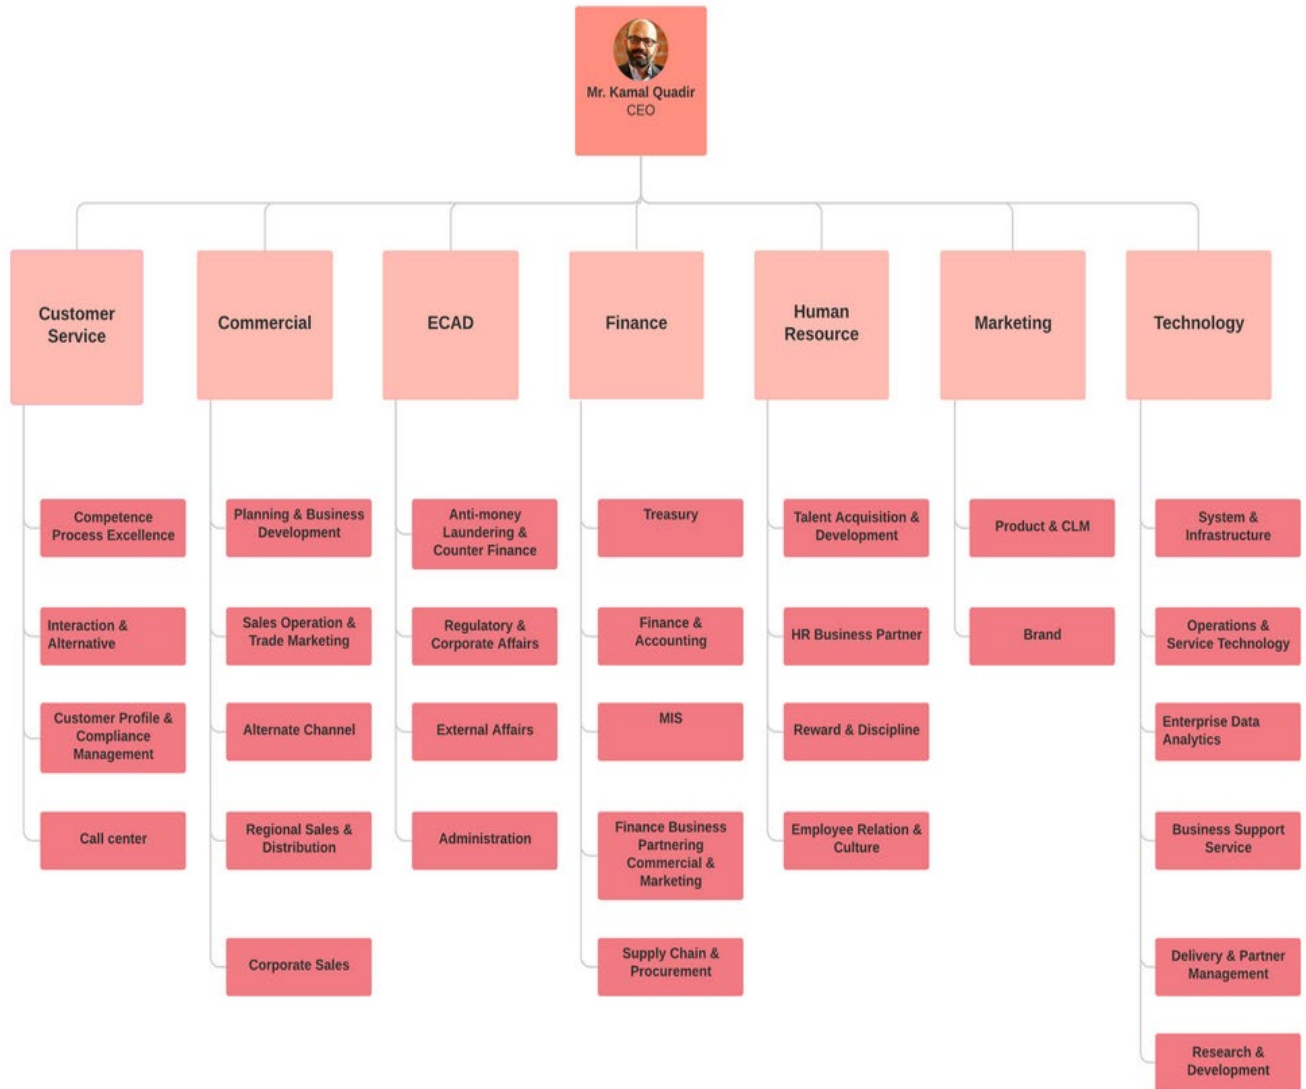 Mr. Kamal Quadir
CEO
Customer
Service
Commercial
ECAD
Finance
Human
Resource
Marketing
Technology
Competence
Process Excellence
Interaction &
Alternative
Customer Profile &
Compliance
Management
Call center
Planning & Business
Development
Sales Operation &
Trade Marketing
Alternate Channel
Regional Sales &
Distribution
Corporate Sales
Anti-money
Laundering &
Counter Finance
Regulatory &
Corporate Affairs
External Affairs
Administration
Treasury
Finance &
Accounting
MIS
Finance Business
Partnering
Commercial &
Marketing
Supply Chain &
Procurement
Talent Acquisition &
Development
HR Business Partner
Reward & Discipline
Employee Relation &
Culture
Product & CLM
Brand
System &
Infrastructure
Operations &
Service Technology
Enterprise Data
Analytics
Business Support
Service
Delivery & Partner
Management
Research &
Development